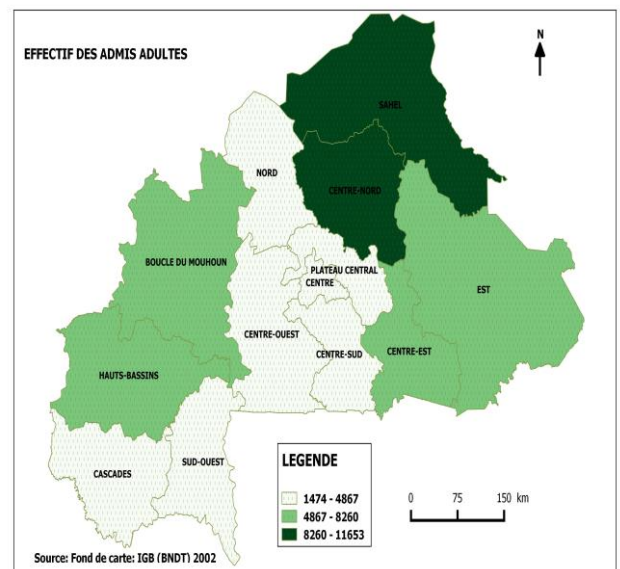 EFFECTIF DES ADMIS ADULTES
N
SAHEL
NORD
CENTRE-NORD
BOUCLE DU MOUHOUN
PLATEAU CENTRAL
CENTRE
EST
CENTRE-OUEST
CENTRE-SUD
CENTRE-EST
HAUTS-BASSINS
SUD-OUEST
CASCADES
LEGENDE
1474 - 4867
4867 - 8260
8260 - 11653
0 75 150 km
Source: Fond de carte: IGB (BNDT) 2002